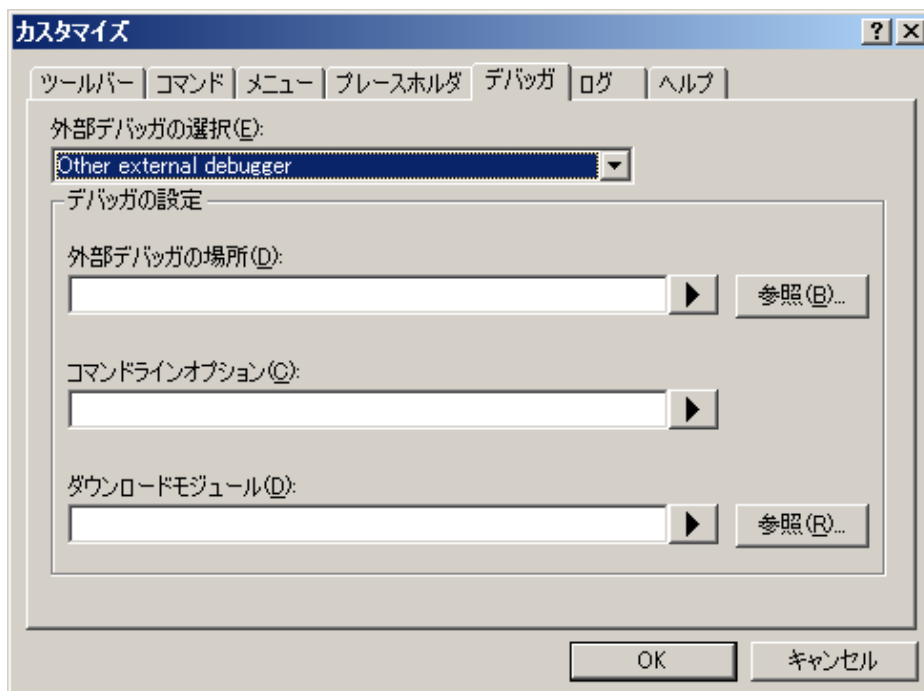 カスタマイズ
ツールバー コマンド メニュー プレースホルダ デバッガ ログ ヘルプ
外部デバッガの選択(E):
Other external debugger
デバッガの設定
外部デバッガの場所(D):
参照(B)...
コマンドラインオプション(C):
ダウンロードモジュール(D):
参照(R)...
OK キャンセル